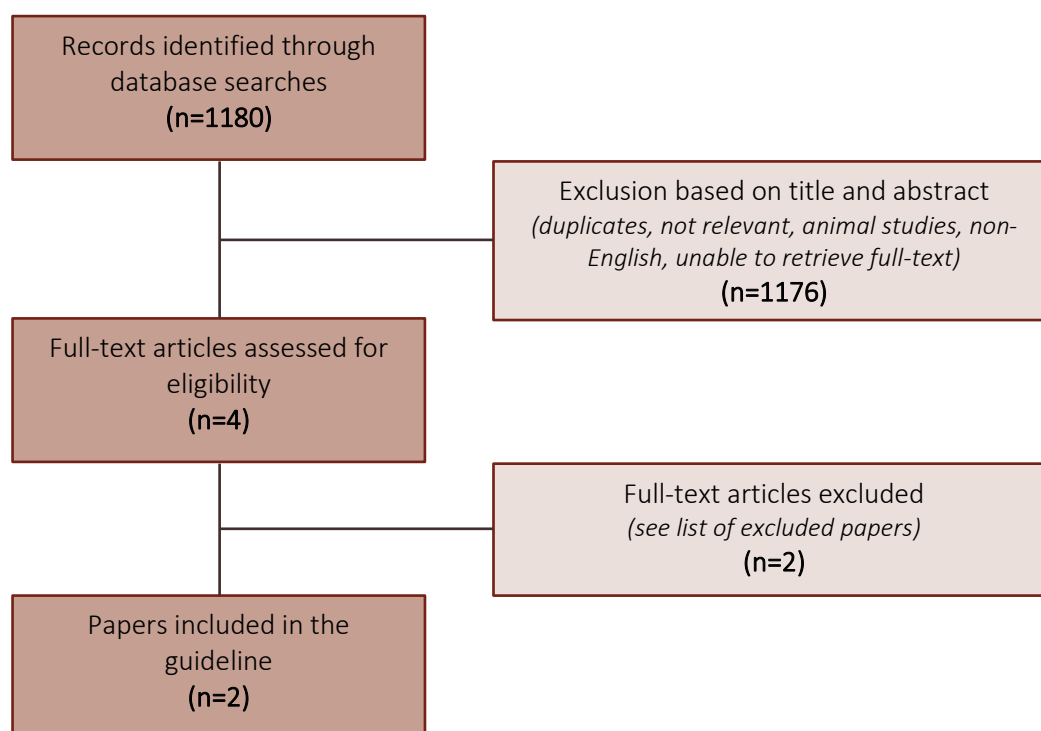 Records identified through
database searches
(n=1180)
Exclusion based on title and abstract
(duplicates, not relevant, animal studies, non-
English, unable to retrieve full-text)
(n=1176)
Full-text articles assessed for
eligibility
(n=4)
Full-text articles excluded
(see list of excluded papers)
(n=2)
Papers included in the
guideline
(n=2)